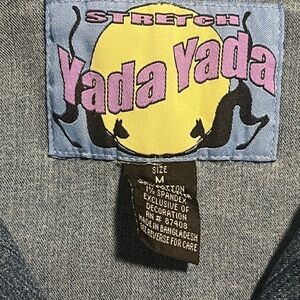 STRETCH
Yada Yada
SIZE
M
COTTON
SPANDEX
EXCLUSIVE OF
DECORATION
RN # 67408
MADE IN BANGLADESH
SEE REVERSE FOR CARE